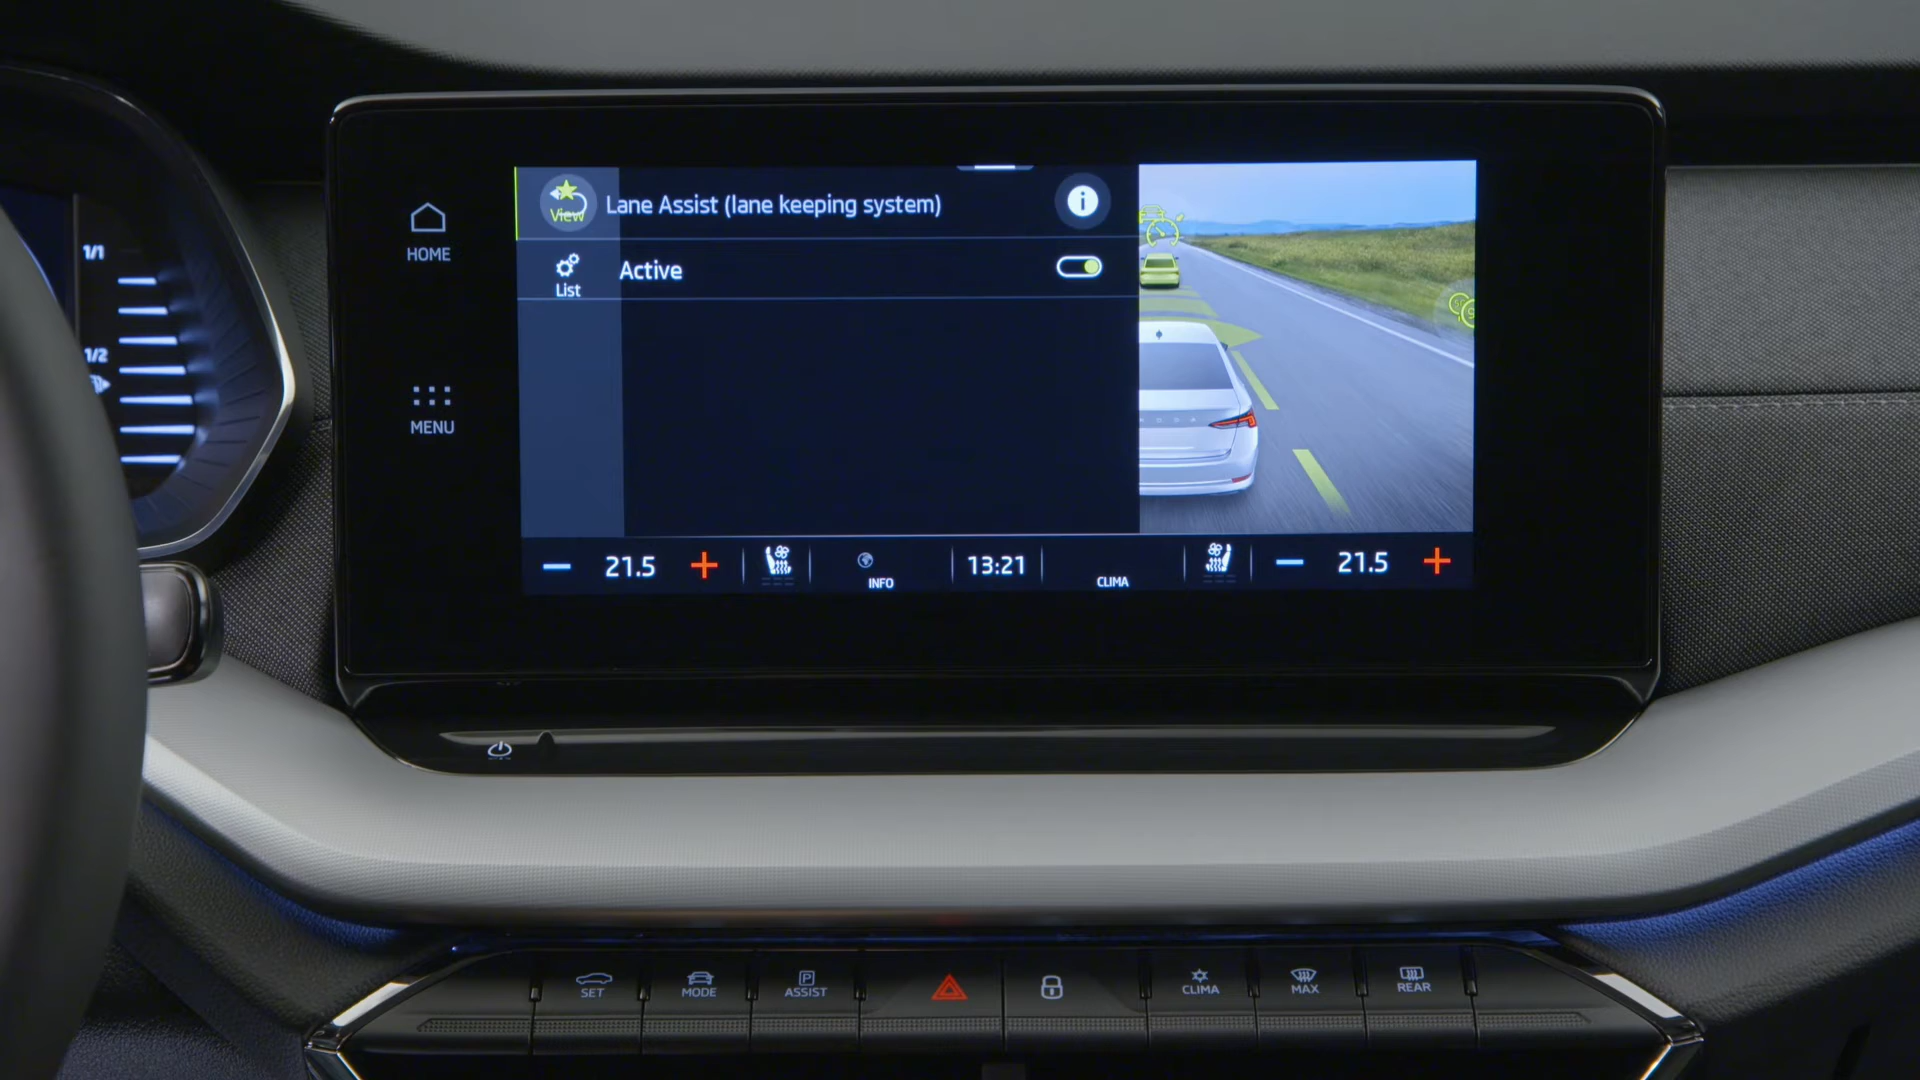 1/1
1/2
HOME
MENU
View
Lane Assist (lane keeping system)
i
List
Active
21.5
INFO
13:21
CLIMA
21.5
SET
MODE
P
ASSIST
CLIMA
MAX
REAR